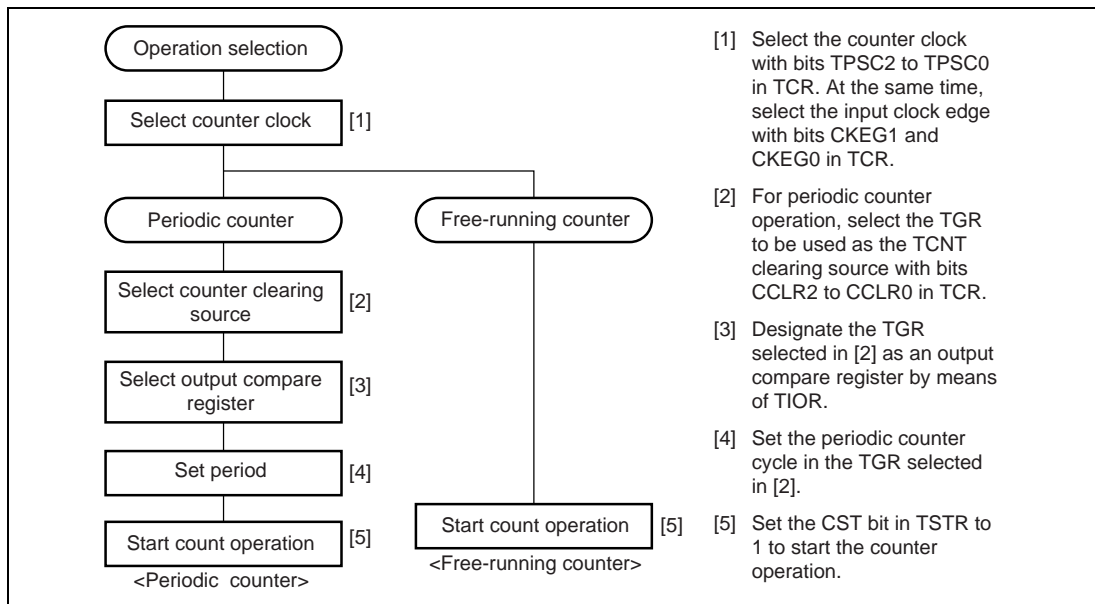 Operation selection
Select counter clock
[1]
Periodic counter
Free-running counter
Select counter clearing
source
[2]
Select output compare
register
[3]
Set period
[4]
Start count operation
[5]
<Periodic counter>
Start count operation
[5]
<Free-running counter>
[1] Select the counter clock
with bits TPSC2 to TPSC0
in TCR. At the same time,
select the input clock edge
with bits CKEG1 and
CKEG0 in TCR.
[2] For periodic counter
operation, select the TGR
to be used as the TCNT
clearing source with bits
CCLR2 to CCLR0 in TCR.
[3] Designate the TGR
selected in [2] as an output
compare register by means
of TIOR.
[4] Set the periodic counter
cycle in the TGR selected
in [2].
[5] Set the CST bit in TSTR to
1 to start the counter
operation.